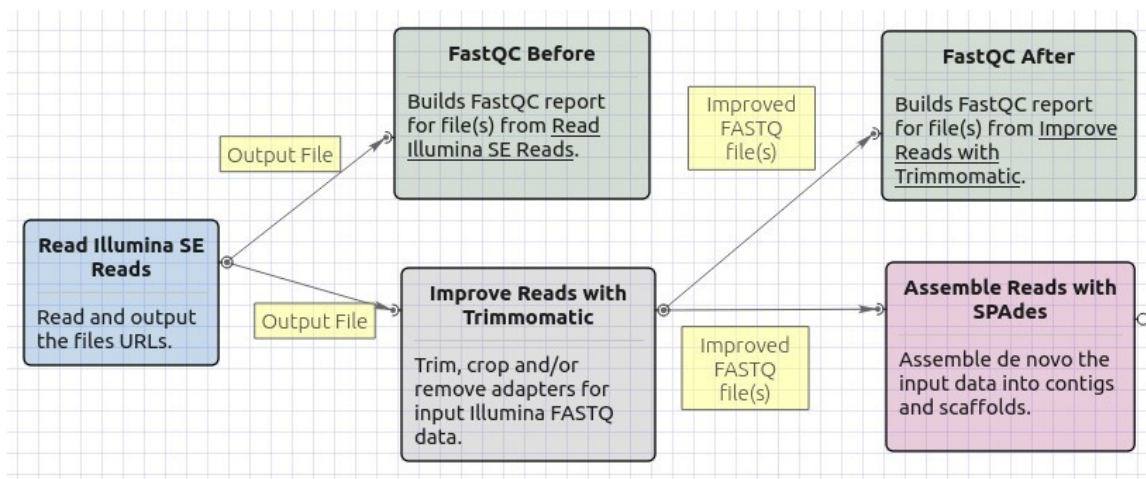 FastQC Before
Builds FastQC report
for file(s) from Read
Illumina SE Reads.
FastQC After
Builds FastQC report
for file(s) from Improve
Reads with
Trimmomatic.
Output File
Improved
FASTQ
file(s)
Read Illumina SE
Reads
Read and output
the files URLs.
Output File
Improve Reads with
Trimmomatic
Trim, crop and/or
remove adapters for
input Illumina FASTQ
data.
Improved
FASTQ
file(s)
Assemble Reads with
SPAdes
Assemble de novo the
input data into contigs
and scaffolds.